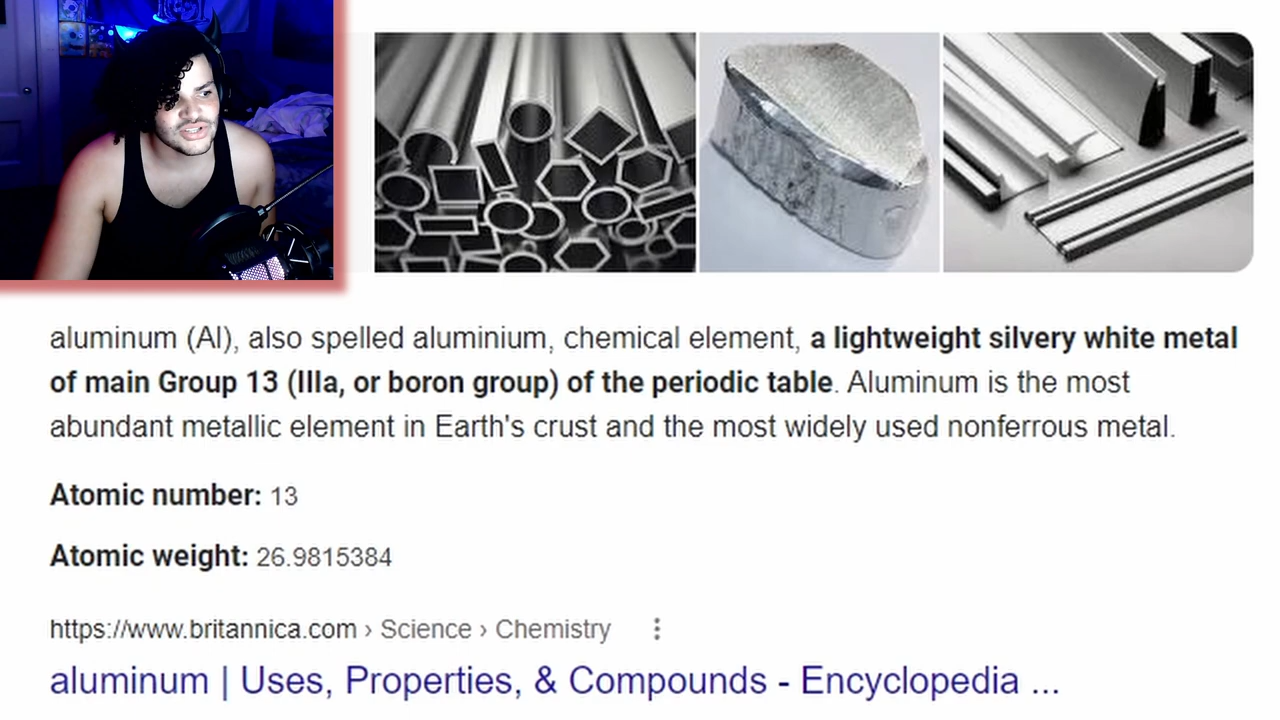 aluminum (Al), also spelled aluminium, chemical element, a lightweight silvery white metal
of main Group 13 (IIIa, or boron group) of the periodic table. Aluminum is the most
abundant metallic element in Earth's crust and the most widely used nonferrous metal.
Atomic number: 13
Atomic weight: 26.9815384
https://www.britannica.com › Science › Chemistry
aluminum | Uses, Properties, & Compounds - Encyclopedia ...